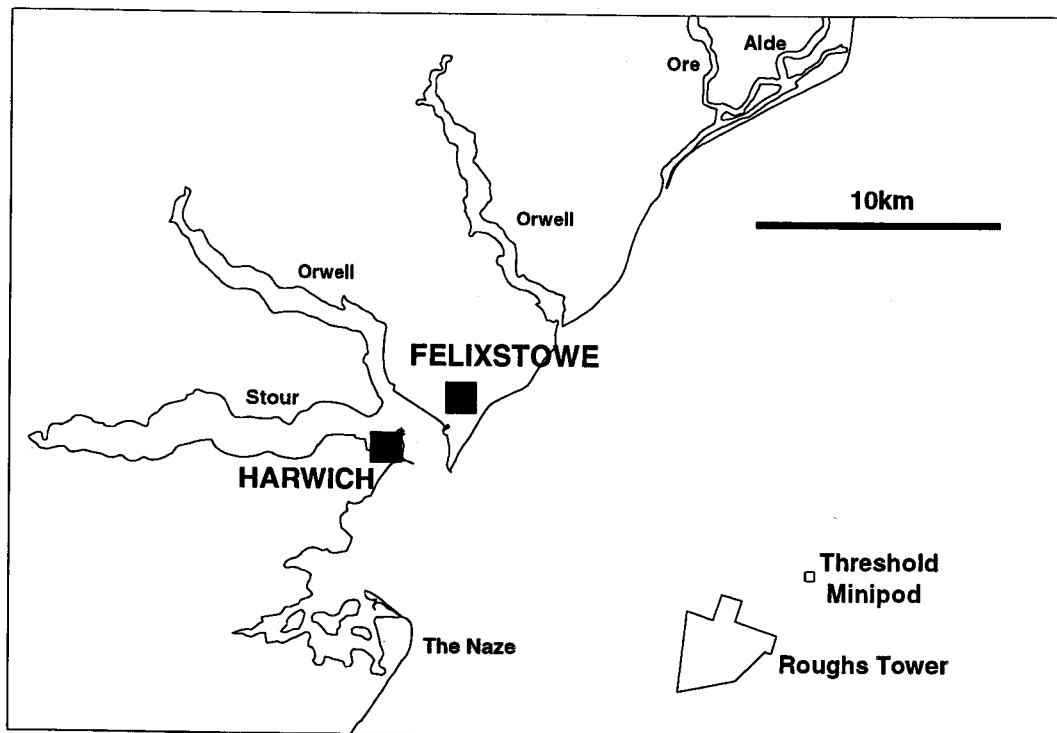 Alde
Ore
10km
Orwell
Orwell
FELIXSTOWE
Stour
HARWICH
Threshold
Minipod
The Naze
Roughs Tower